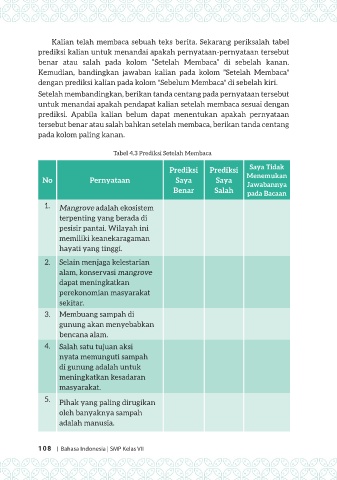 Kalian telah membaca sebuah teks berita. Sekarang periksalah tabel
prediksi kalian untuk menandai apakah pernyataan-pernyataan tersebut
benar atau salah pada kolom "Setelah Membaca" di sebelah kanan.
Kemudian, bandingkan jawaban kalian pada kolom "Setelah Membaca"
dengan prediksi kalian pada kolom "Sebelum Membaca" di sebelah kiri.
Setelah membandingkan, berikan tanda centang pada pernyataan tersebut
untuk menandai apakah pendapat kalian setelah membaca sesuai dengan
prediksi. Apabila kalian belum dapat menentukan apakah pernyataan
tersebut benar atau salah bahkan setelah membaca, berikan tanda centang
pada kolom paling kanan.
Tabel 4.3 Prediksi Setelah Membaca
No Pernyataan Prediksi Saya Benar Prediksi Saya Salah Saya Tidak Menemukan Jawabannya pada Bacaan
1. Mangrove adalah ekosistem
terpenting yang berada di
pesisir pantai. Wilayah ini
memiliki keanekaragaman
hayati yang tinggi.
2. Selain menjaga kelestarian
alam, konservasi mangrove
dapat meningkatkan
perekonomian masyarakat
sekitar.
3. Membuang sampah di
gunung akan menyebabkan
bencana alam.
4. Salah satu tujuan aksi
nyata memunguti sampah
di gunung adalah untuk
meningkatkan kesadaran
masyarakat.
5. Pihak yang paling dirugikan
oleh banyaknya sampah
adalah manusia.
108 | Bahasa Indonesia | SMP Kelas VII